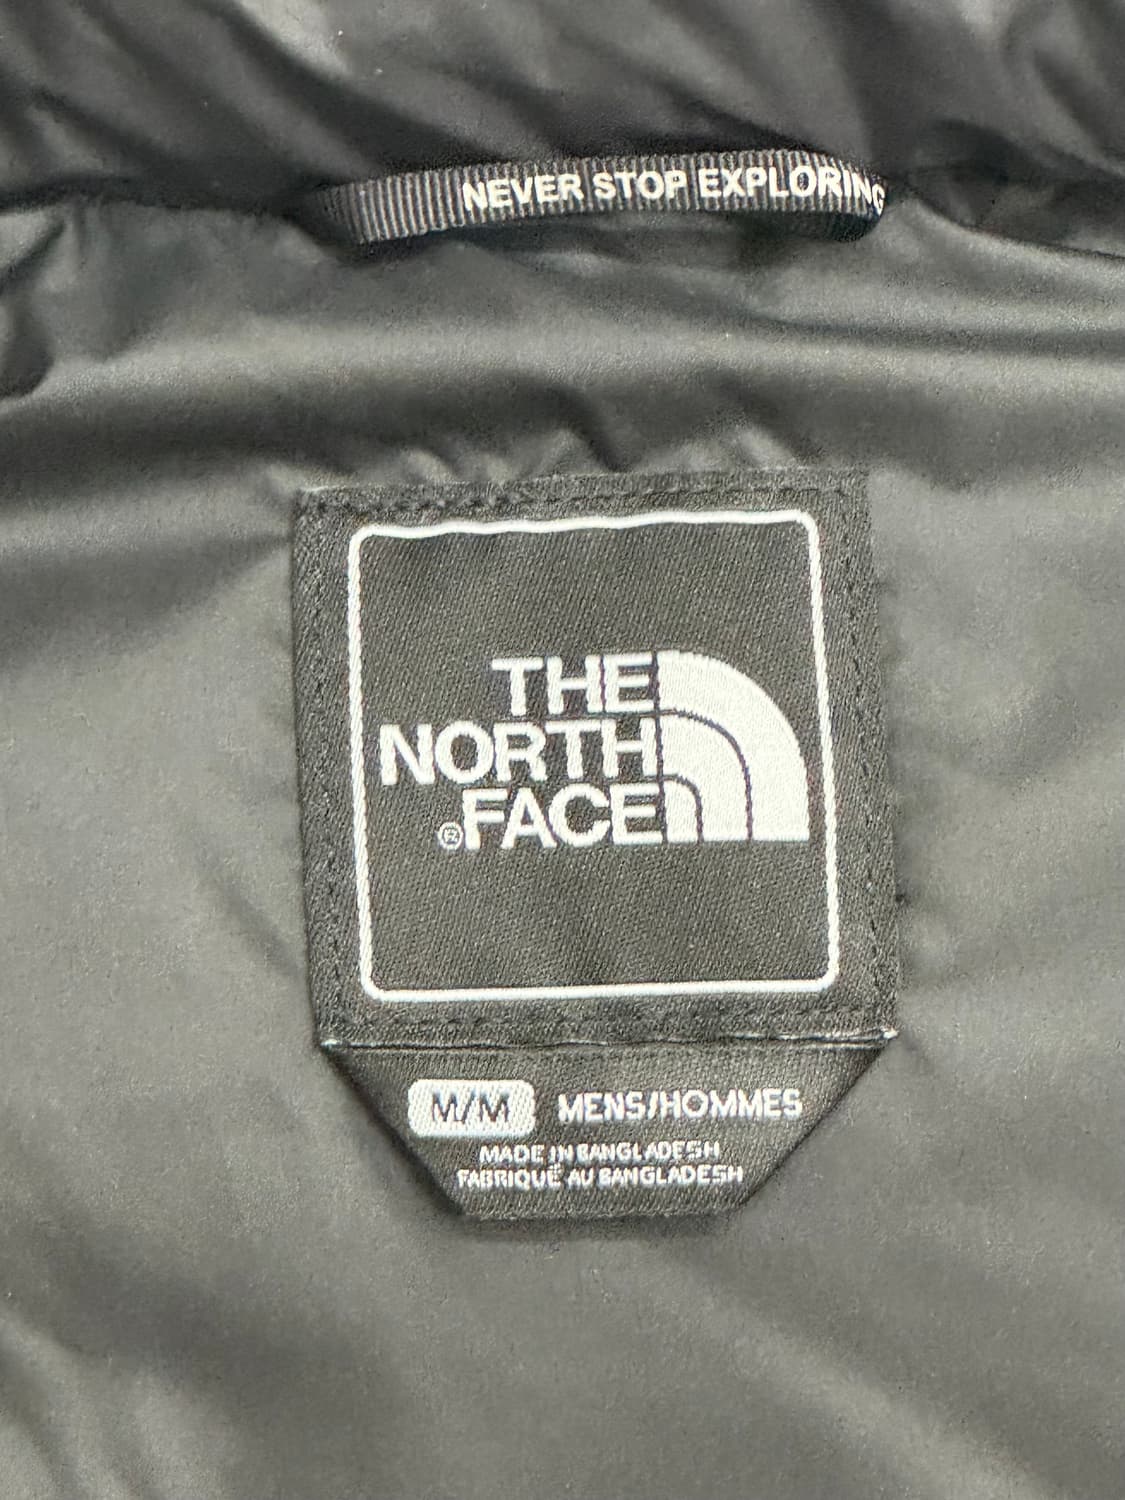 NEVER STOP EXPLORING
THE
NORTH
®FACE
M/M MENS/HOMMES
MADE IN BANGLADESH
FABRIQUÉ AU BANGLADESH